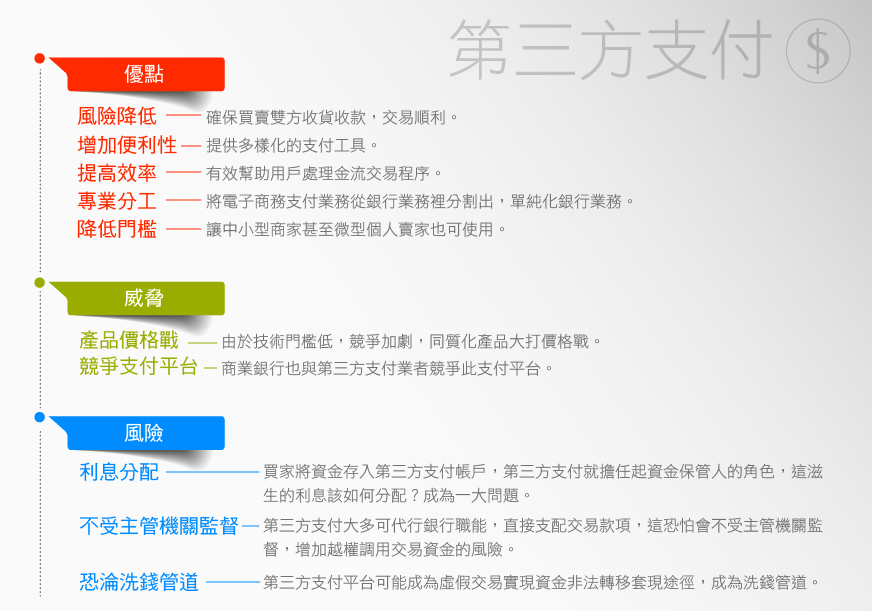 第三方支付 $
優點
風險降低 確保買賣雙方收貨收款，交易順利。
增加便利性 提供多樣化的支付工具。
提高效率 有效幫助用戶處理金流交易程序。
專業分工 將電子商務支付業務從銀行業務裡分割出，單純化銀行業務。
降低門檻 讓中小型商家甚至微型個人賣家也可使用。
威脅
產品價格戰 由於技術門檻低，競爭加劇，同質化產品大打價格戰。
競爭支付平台 商業銀行也與第三方支付業者競爭此支付平台。
風險
利息分配 買家將資金存入第三方支付帳戶，第三方支付就擔任起資金保管人的角色，這滋
生的利息該如何分配？成為一大問題。
不受主管機關監督 第三方支付大多可代行銀行職能，直接支配交易款項，這恐怕會不受主管機關監
督，增加越權調用交易資金的風險。
恐淪洗錢管道 第三方支付平台可能成為虛假交易實現資金非法轉移套現途徑，成為洗錢管道。